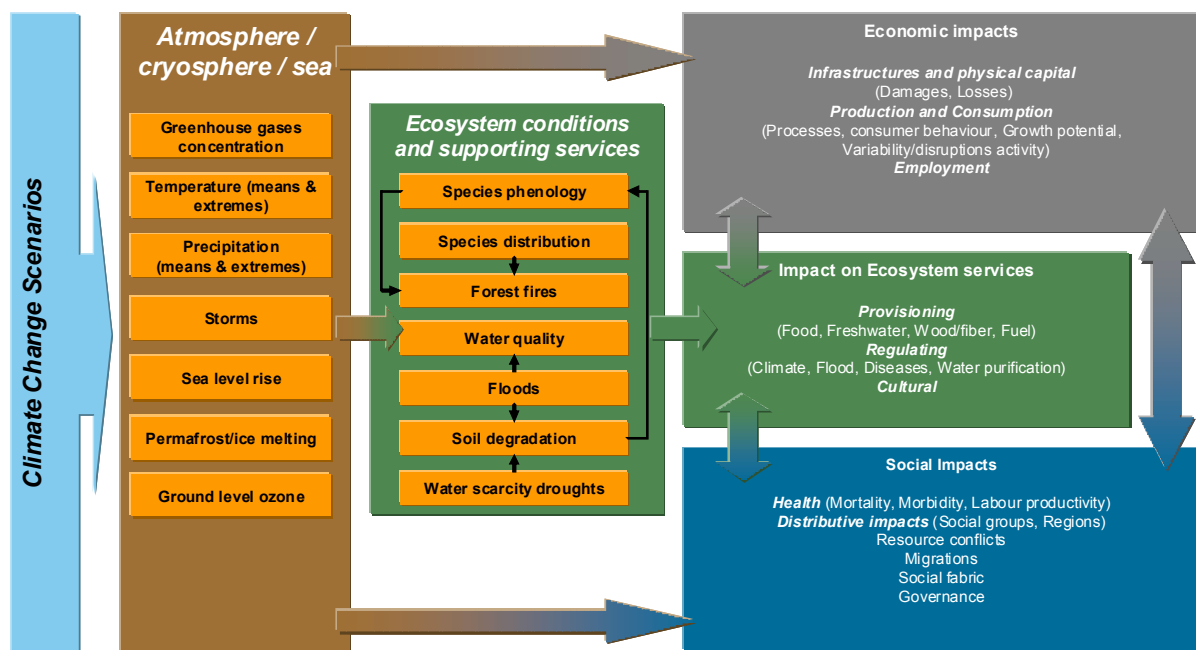 Climate Change Scenarios
Atmosphere /
cryosphere / sea
Greenhouse gases
concentration
Temperature (means &
extremes)
Precipitation
(means & extremes)
Storms
Sea level rise
Permafrost/ice melting
Ground level ozone
Ecosystem conditions
and supporting services
Species phenology
Species distribution
Forest fires
Water quality
Floods
Soil degradation
Water scarcity droughts
Economic impacts
Infrastructures and physical capital
(Damages, Losses)
Production and Consumption
(Processes, consumer behaviour, Growth potential,
Variability/disruptions activity)
Employment
Impact on Ecosystem services
Provisioning
(Food, Freshwater, Wood/fiber, Fuel)
Regulating
(Climate, Flood, Diseases, Water purification)
Cultural
Social Impacts
Health (Mortality, Morbidity, Labour productivity)
Distributive impacts (Social groups, Regions)
Resource conflicts
Migrations
Social fabric
Governance